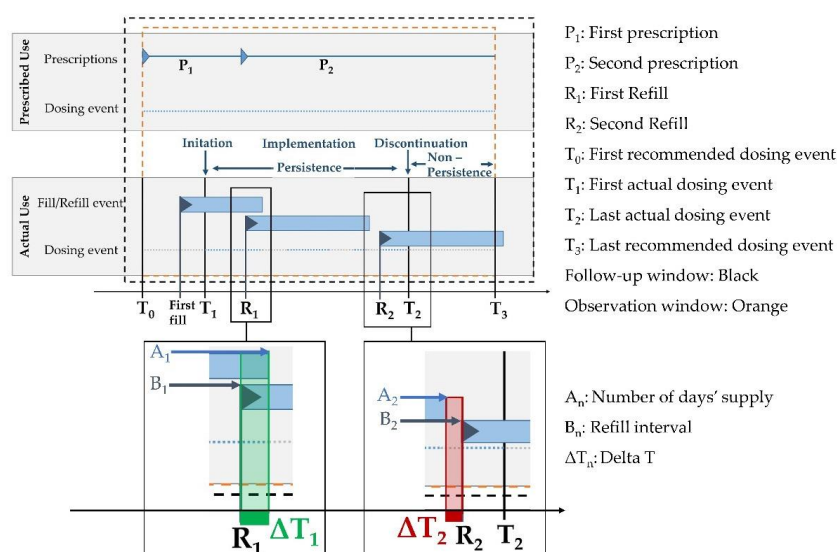 Prescribed Use
Prescriptions
P1
P2
Dosing event
Initation
Implementation
Discontinuation
Persistence
Non –
Persistence
Actual Use
Fill/Refill event
Dosing event
T0
First
fill
T1
R1
R2
T2
T3
A1
B1
R1
ΔT1
A2
B2
ΔT2
R2
T2
P1: First prescription
P2: Second prescription
R1: First Refill
R2: Second Refill
T0: First recommended dosing event
T1: First actual dosing event
T2: Last actual dosing event
T3: Last recommended dosing event
Follow-up window: Black
Observation window: Orange
An: Number of days’ supply
Bn: Refill interval
ΔTn: Delta T